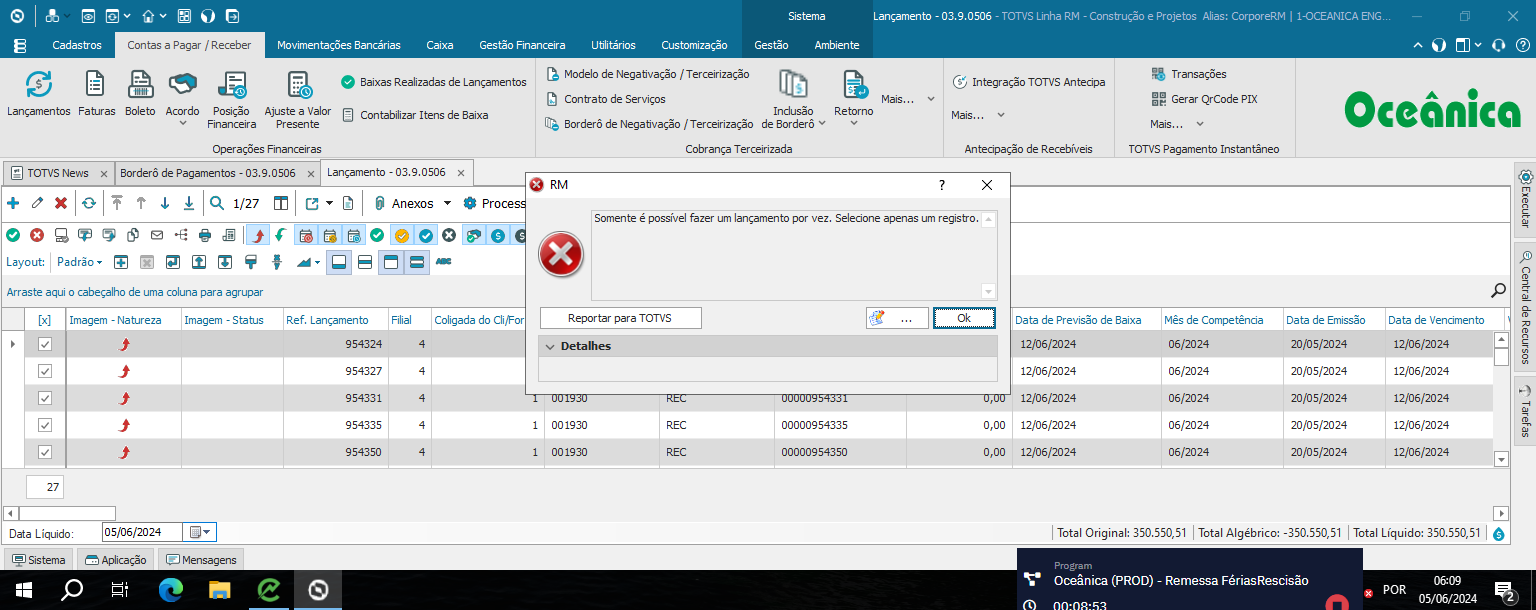 Sistema
Lançamento - 03.9.0506 - TOTVS Linha RM - Construção e Projetos Alias: CorporeRM | 1-OCEANICA ENG...
Cadastros Contas a Pagar / Receber Movimentações Bancárias Caixa Gestão Financeira Utilitários Customização Gestão Ambiente
Lançamentos
Faturas
Boleto
Acordo
Posição Financeira
Ajuste a Valor Presente
Baixas Realizadas de Lançamentos
Contabilizar Itens de Baixa
Operações Financeiras
Modelo de Negativação / Terceirização
Contrato de Serviços
Borderô de Negativação / Terceirização
Inclusão de Borderô
Retorno
Mais...
Cobrança Terceirizada
Integração TOTVS Antecipa
Mais...
Antecipação de Recebíveis
Transações
Gerar QrCode PIX
Mais...
TOTVS Pagamento Instantâneo
Oceânica
TOTVS News Borderô de Pagamentos - 03.9.0506 Lançamento - 03.9.0506
1/27 Anexos Process
Layout: Padrão
ABC
Arraste aqui o cabeçalho de uma coluna para agrupar
RM
?
Somente é possível fazer um lançamento por vez. Selecione apenas um registro.
Reportar para TOTVS ... Ok
Detalhes
[x] Imagem - Natureza Imagem - Status Ref. Lançamento Filial Coligada do Cli/For Data de Previsão de Baixa Mês de Competência Data de Emissão Data de Vencimento
954324 4 12/06/2024 06/2024 20/05/2024 12/06/2024
954327 4 12/06/2024 06/2024 20/05/2024 12/06/2024
954331 4 1 001930 REC 00000954331 0,00 12/06/2024 06/2024 20/05/2024 12/06/2024
954335 4 1 001930 REC 00000954335 0,00 12/06/2024 06/2024 20/05/2024 12/06/2024
954350 4 1 001930 REC 00000954350 0,00 12/06/2024 06/2024 20/05/2024 12/06/2024
27
Data Líquido: 05/06/2024
Total Original: 350.550,51 Total Algébrico: -350.550,51 Total Líquido: 350.550,51
Sistema Aplicação Mensagens
Executar
Central de Recursos
Tarefas
Program
Oceânica (PROD) - Remessa FériasRescisão
00:08:53
POR
06:09
05/06/2024
2